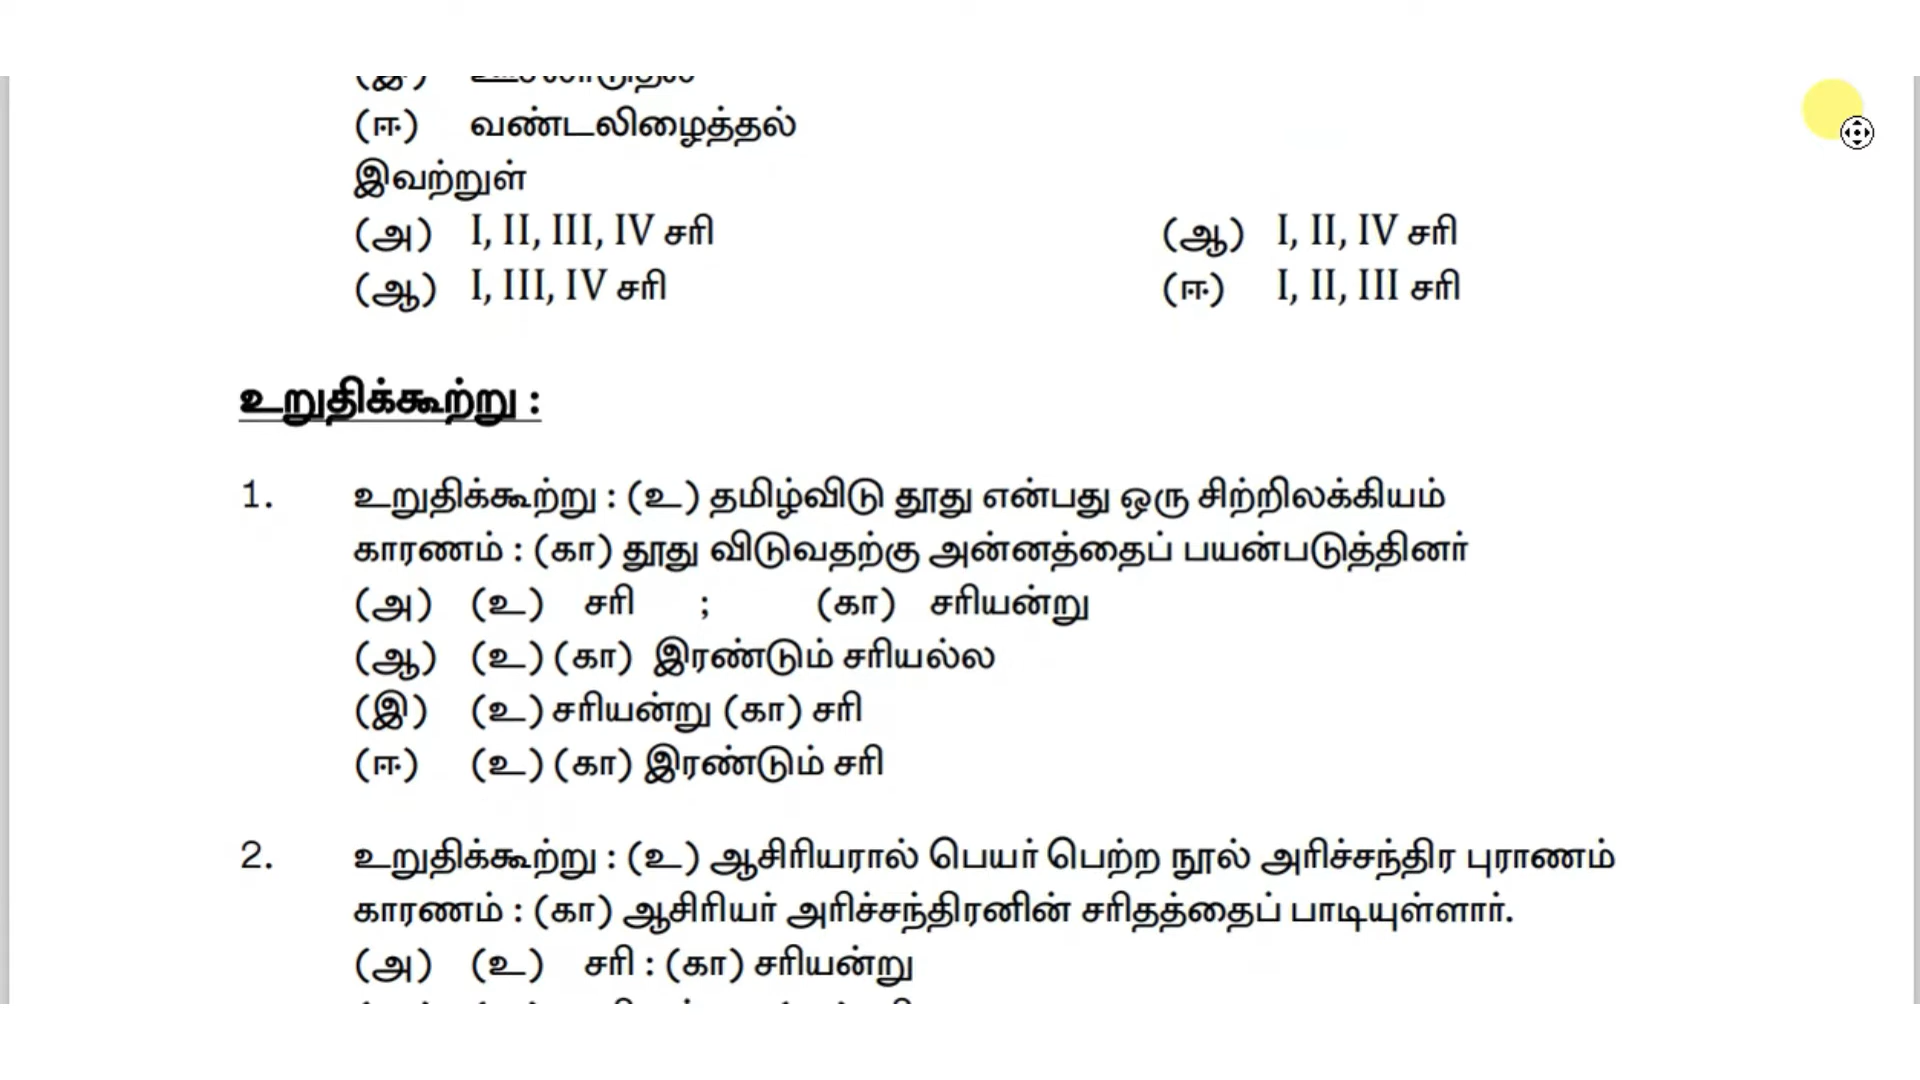 (ஈ) வண்டலிழைத்தல்
இவற்றுள்
(அ) I, II, III, IV சரி (ஆ) I, II, IV சரி
(ஆ) I, III, IV சரி (ஈ) I, II, III சரி
உறுதிக்கூற்று :
1. உறுதிக்கூற்று : (உ) தமிழ்விடு தூது என்பது ஒரு சிற்றிலக்கியம்
காரணம் : (கா) தூது விடுவதற்கு அன்னத்தைப் பயன்படுத்தினர்
(அ) (உ) சரி ; (கா) சரியன்று
(ஆ) (உ) (கா) இரண்டும் சரியல்ல
(இ) (உ) சரியன்று (கா) சரி
(ஈ) (உ) (கா) இரண்டும் சரி
2. உறுதிக்கூற்று : (உ) ஆசிரியரால் பெயர் பெற்ற நூல் அரிச்சந்திர புராணம்
காரணம் : (கா) ஆசிரியர் அரிச்சந்திரனின் சரிதத்தைப் பாடியுள்ளார்.
(அ) (உ) சரி : (கா) சரியன்று